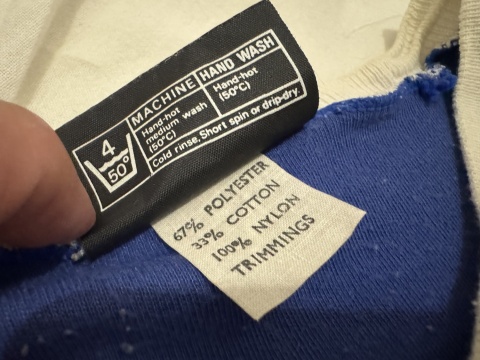 4
50°
MACHINE
Hand-hot
medium wash
(50°C)
HAND WASH
Hand-hot
(50°C)
Cold rinse. Short spin or drip-dry.
67% POLYESTER
33% COTTON
100% NYLON
TRIMMINGS